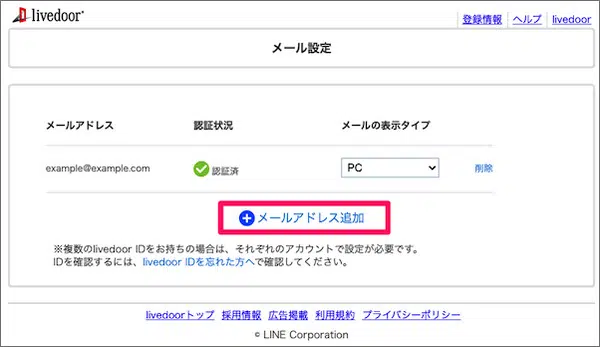 livedoor
登録情報 ヘルプ livedoor
メール設定
メールアドレス 認証状況 メールの表示タイプ
example@example.com 認証済 PC 削除
メールアドレス追加
※複数のlivedoor IDをお持ちの場合は、それぞれのアカウントで設定が必要です。
IDを確認するには、livedoor IDを忘れた方へで確認してください。
livedoorトップ 採用情報 広告掲載 利用規約 プライバシーポリシー
© LINE Corporation